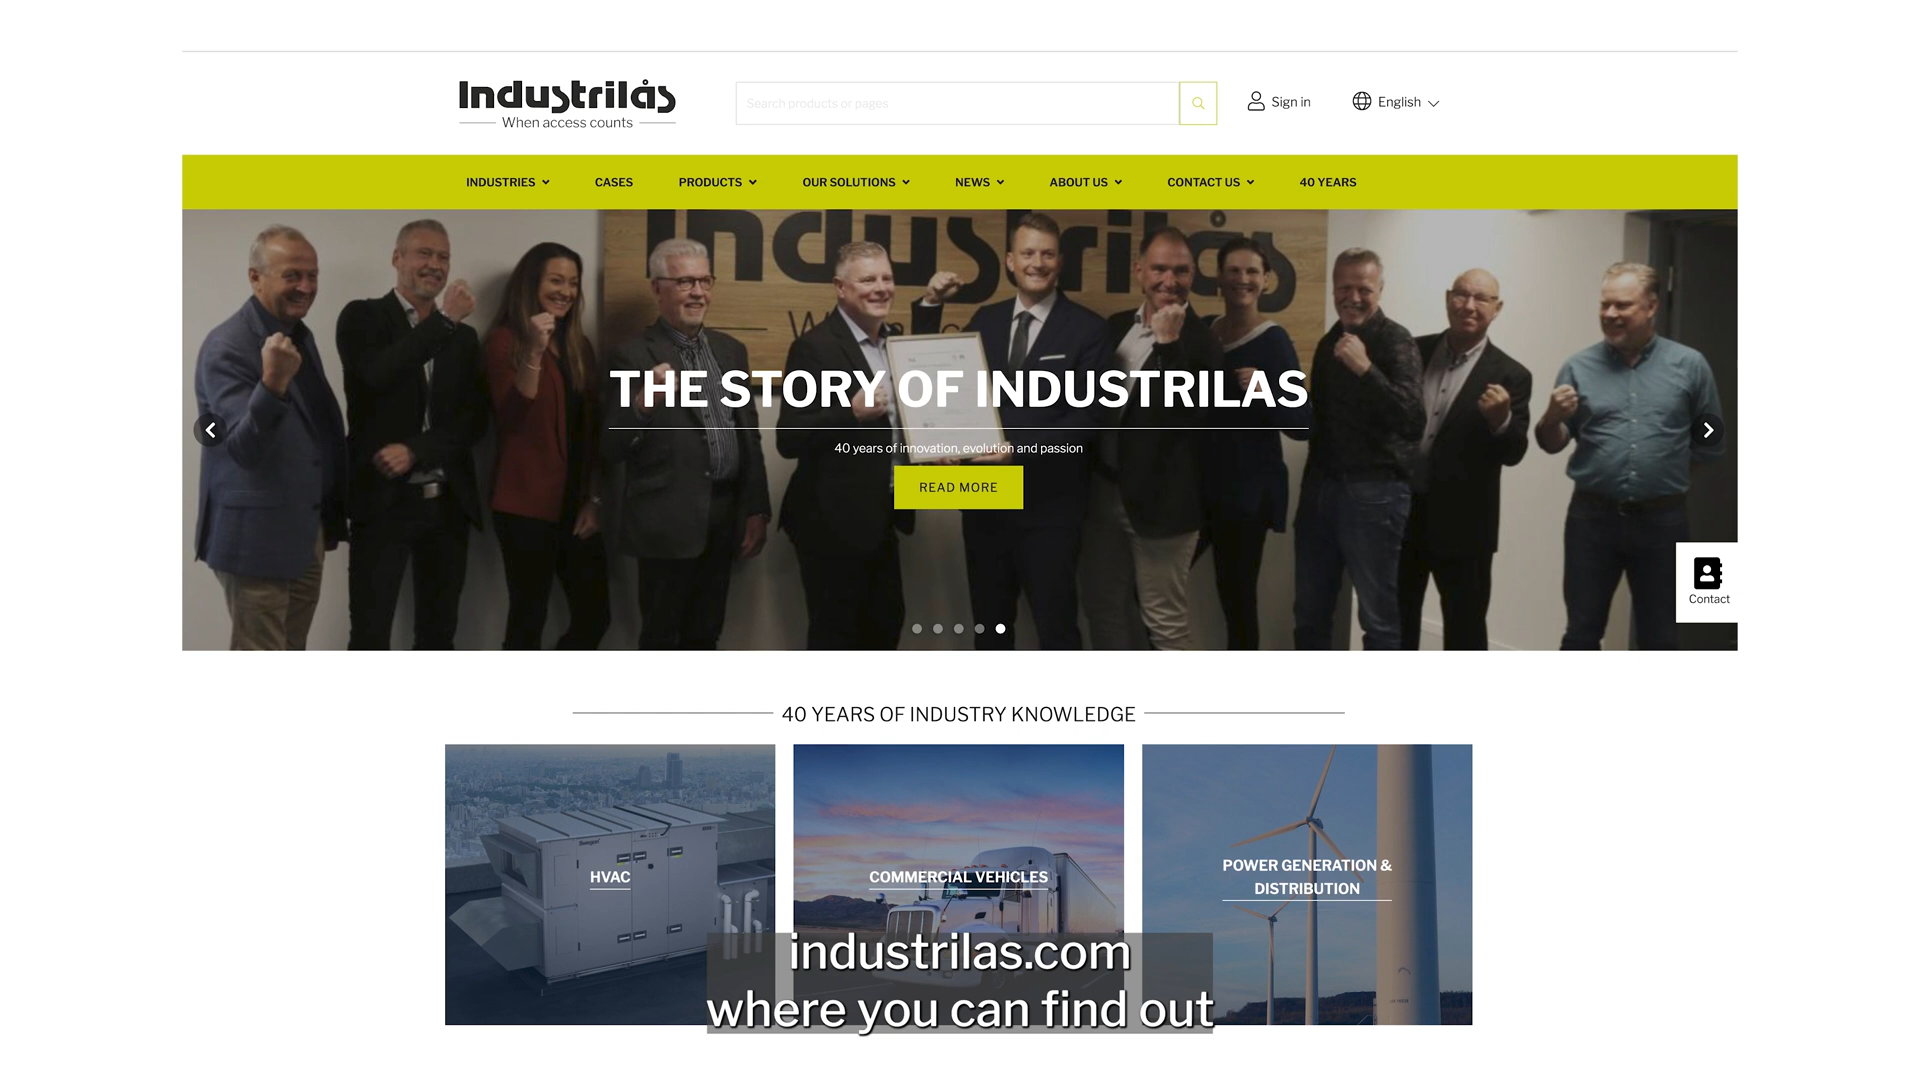 Industrilås
When access counts
Search products or pages
Sign in
English
INDUSTRIES
CASES
PRODUCTS
OUR SOLUTIONS
NEWS
ABOUT US
CONTACT US
40 YEARS
Industrilås
THE STORY OF INDUSTRILAS
40 years of innovation, evolution and passion
READ MORE
Contact
40 YEARS OF INDUSTRY KNOWLEDGE
HVAC
COMMERCIAL VEHICLES
POWER GENERATION &
DISTRIBUTION
industrilas.com
where you can find out